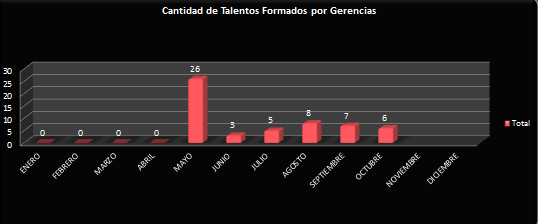 Cantidad de Talentos Formados por Gerencias
30
25
20
15
10
5
0
0
0
0
0
26
3
5
8
7
6
ENERO
FEBRERO
MARZO
ABRIL
MAYO
JUNIO
JULIO
AGOSTO
SEPTIEMBRE
OCTUBRE
NOVIEMBRE
DICIEMBRE
Total